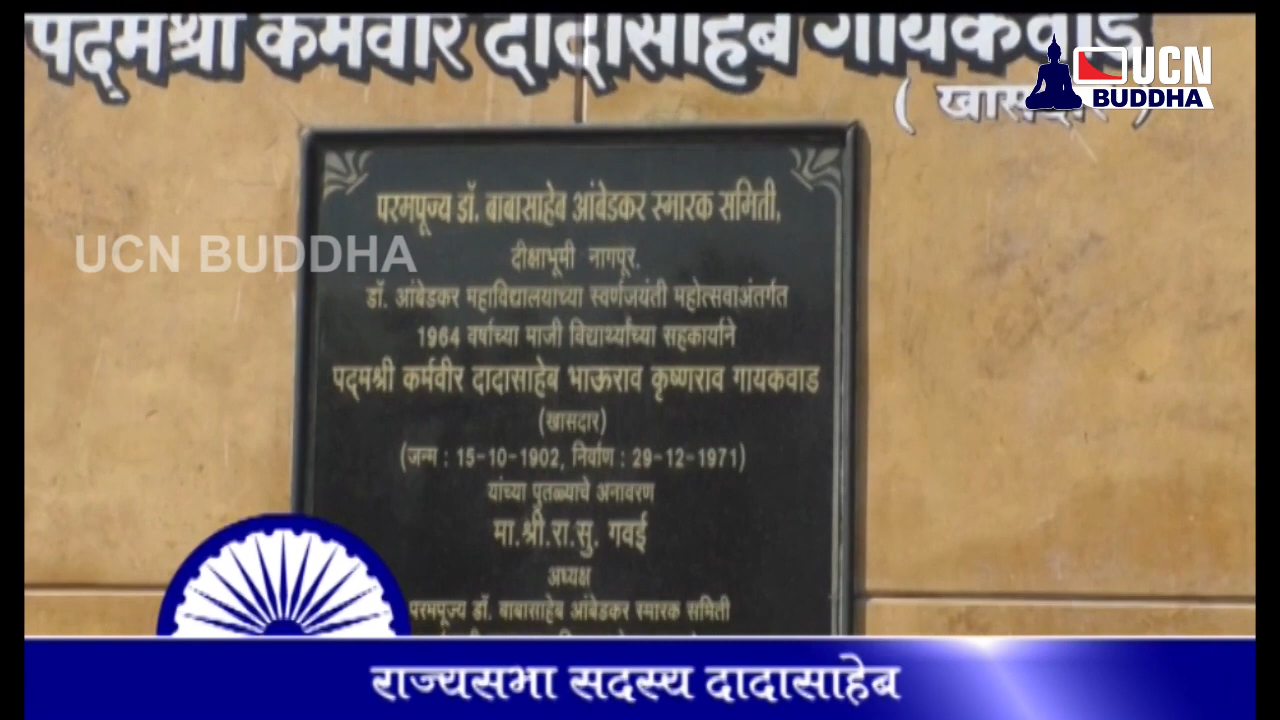 पद्मश्री कर्मवीर दादासाहेब गायकवाड
( खासदार )
UCN
BUDDHA
परमपूज्य डॉ. बाबासाहेब आंबेडकर स्मारक समिती,
UCN BUDDHA
दीक्षाभूमी नागपूर.
डॉ. आंबेडकर महाविद्यालयाच्या स्वर्णजयंती महोत्सवाअंतर्गत
1964 वर्षाच्या माजी विद्यार्थ्यांच्या सहकार्याने
पद्मश्री कर्मवीर दादासाहेब भाऊराव कृष्णराव गायकवाड
(खासदार)
(जन्म : 15-10-1902, निर्वाण : 29-12-1971)
यांच्या पुतळ्याचे अनावरण
मा.श्री.रा.सु. गवई
अध्यक्ष
परमपूज्य डॉ. बाबासाहेब आंबेडकर स्मारक समिती
राज्यसभा सदस्य दादासाहेब